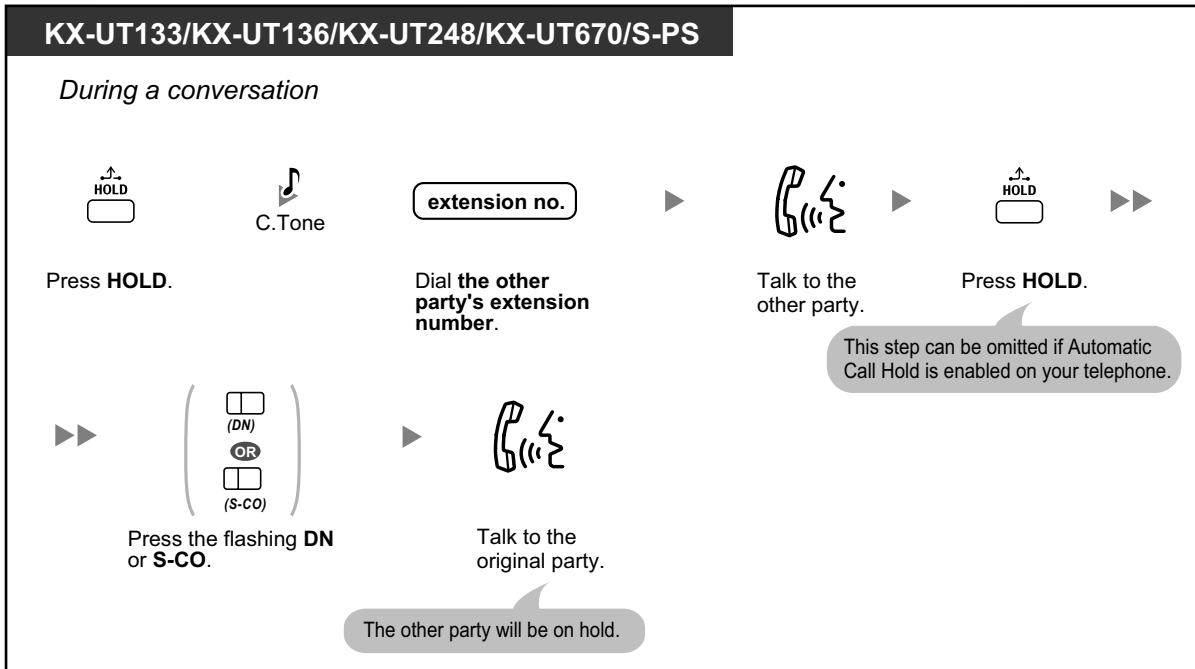 KX-UT133/KX-UT136/KX-UT248/KX-UT670/S-PS
During a conversation
HOLD
C.Tone
extension no.
HOLD
Press HOLD.
Dial the other
party's extension
number.
Talk to the
other party.
Press HOLD.
This step can be omitted if Automatic
Call Hold is enabled on your telephone.
(DN)
OR
(S-CO)
Press the flashing DN
or S-CO.
Talk to the
original party.
The other party will be on hold.